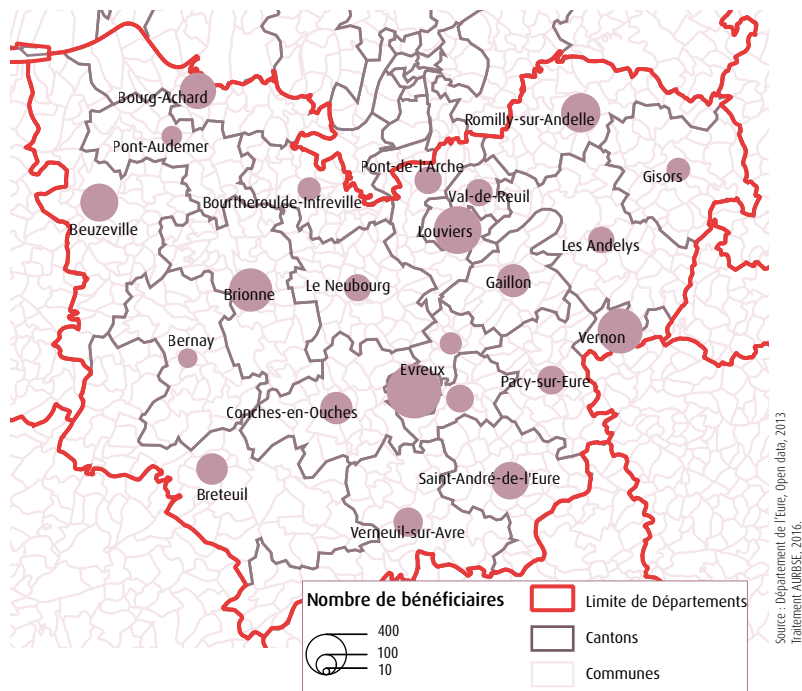 Bourg-Achard
Romilly-sur-Andelle
Pont-Audemer
Pont-de-l'Arche
Gisors
Val-de-Reuil
Bourtheroulde-Infreville
Beuzeville
Louviers
Les Andelys
Gaillon
Le Neubourg
Brionne
Vernon
Bernay
Evreux
Pacy-sur-Eure
Conches-en-Ouches
Saint-André-de-l'Eure
Breteuil
Verneuil-sur-Avre
Nombre de bénéficiaires
400
100
10
Limite de Départements
Cantons
Communes
Source : Département de l'Eure, Open data, 2013
Traitement AURBSE, 2016.